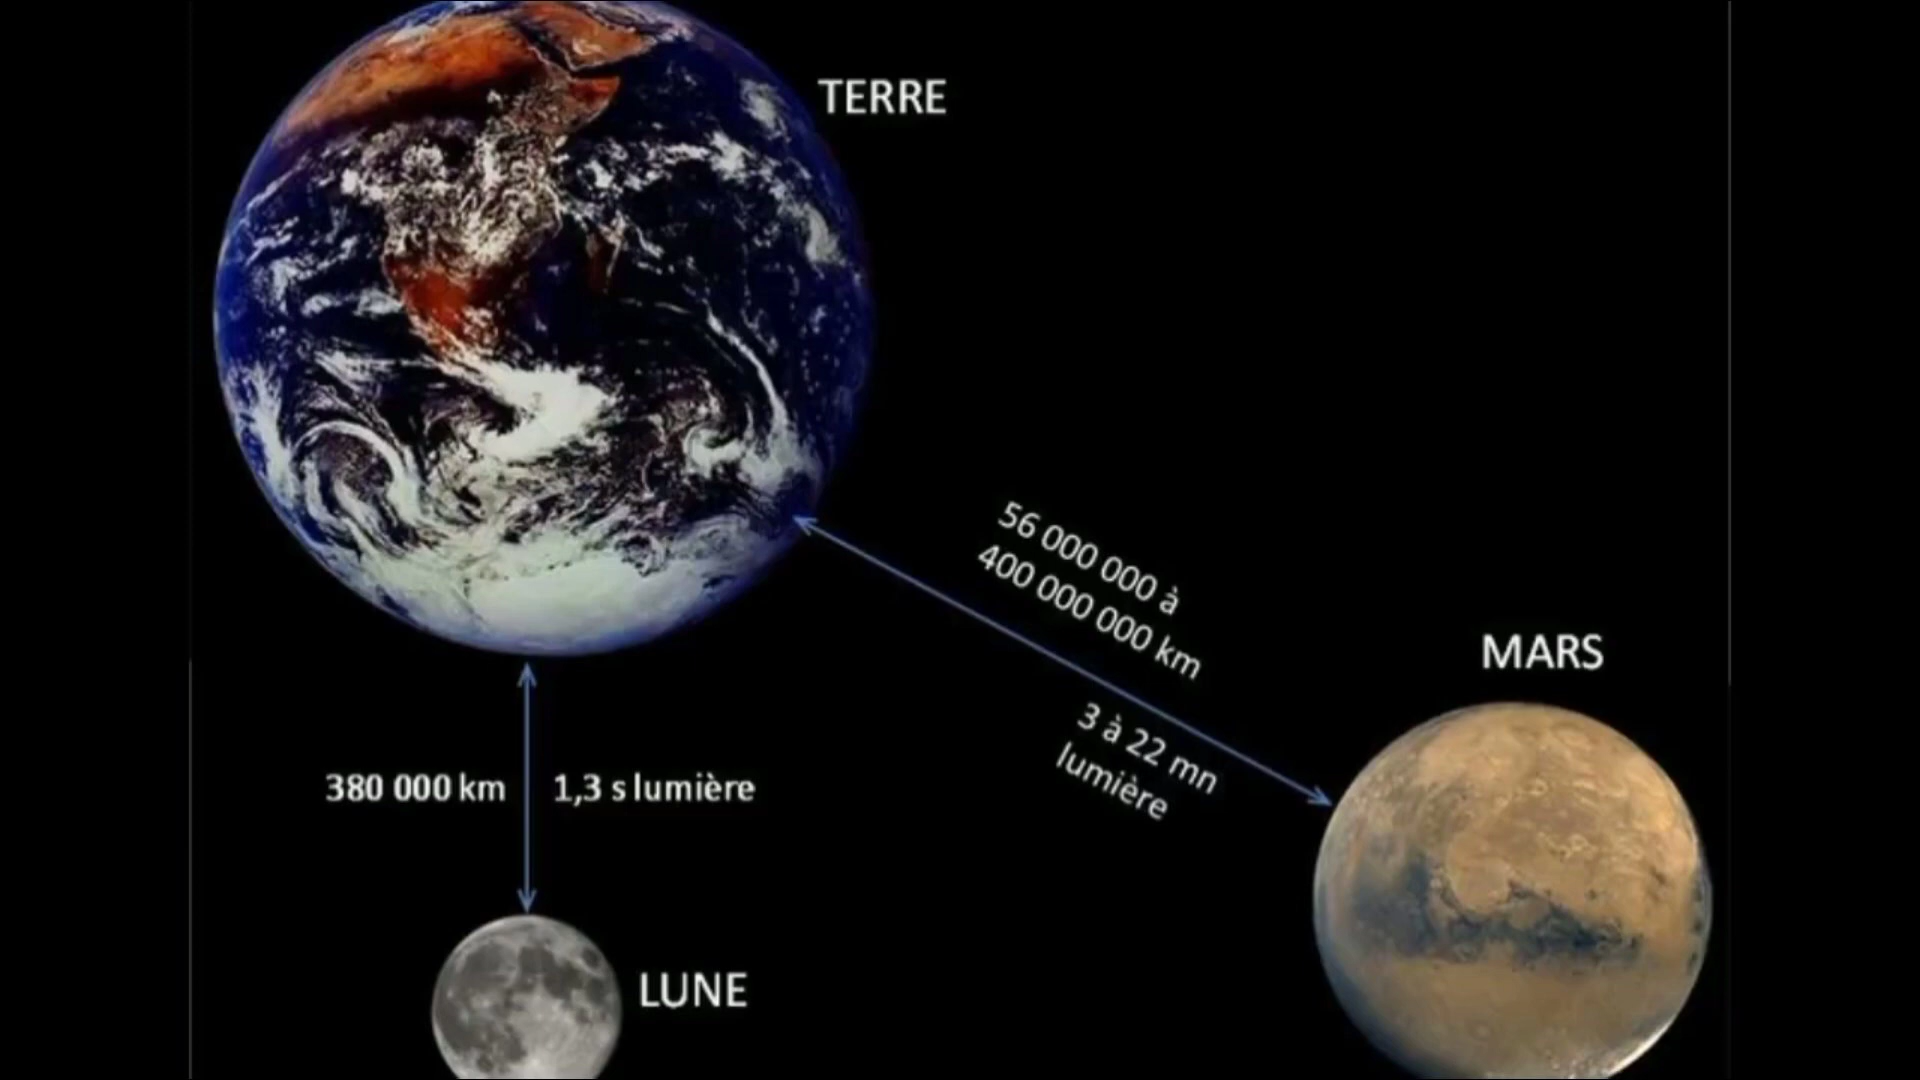 TERRE
56 000 000 à
400 000 000 km
MARS
3 à 22 mn
lumière
380 000 km
1,3 s lumière
LUNE